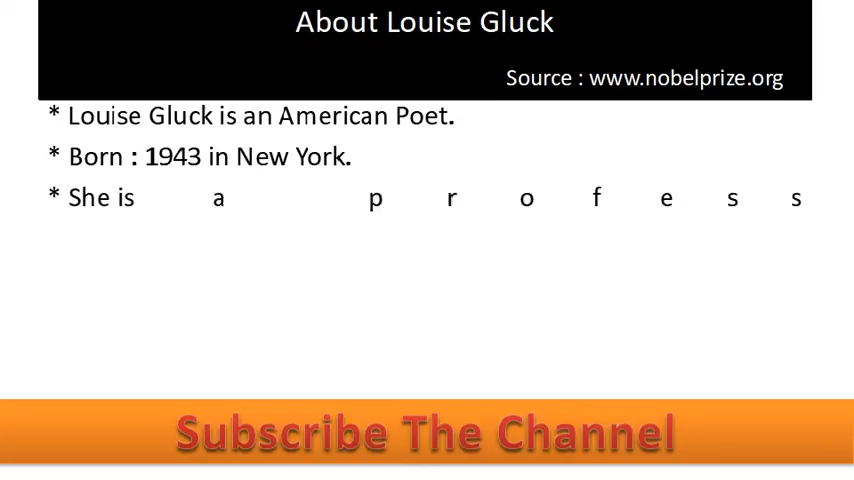 About Louise Gluck
Source : www.nobelprize.org
* Louise Gluck is an American Poet.
* Born : 1943 in New York.
* She is a p r o f e s s
Subscribe The Channel